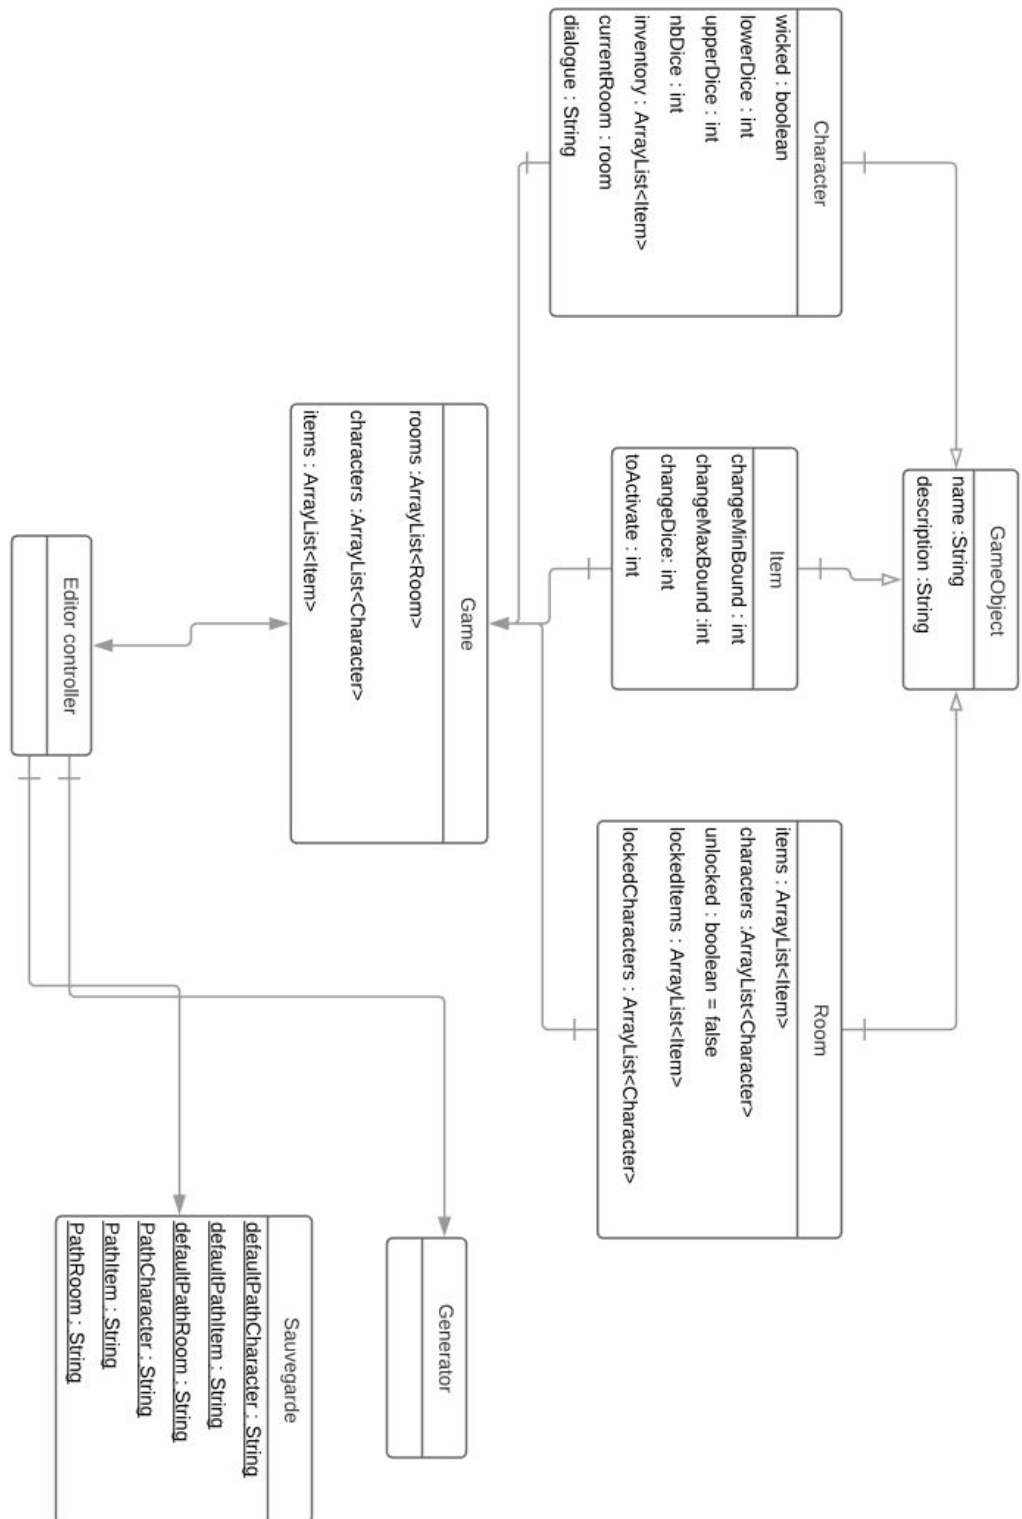 GameObject
name :String
description :String
Character
wicked : boolean
lowerDice : int
upperDice : int
nbDice : int
inventory : ArrayList<Item>
currentRoom : room
dialogue : String
Item
changeMinBound : int
changeMaxBound :int
changeDice: int
toActivate : int
Room
items : ArrayList<Item>
characters :ArrayList<Character>
unlocked : boolean = false
lockedItems : ArrayList<Item>
lockedCharacters : ArrayList<Character>
Game
rooms :ArrayList<Room>
characters :ArrayList<Character>
items : ArrayList<Item>
Editor controller
Generator
Sauvegarde
defaultPathCharacter : String
defaultPathItem : String
defaultPathRoom : String
PathCharacter : String
PathItem : String
PathRoom : String